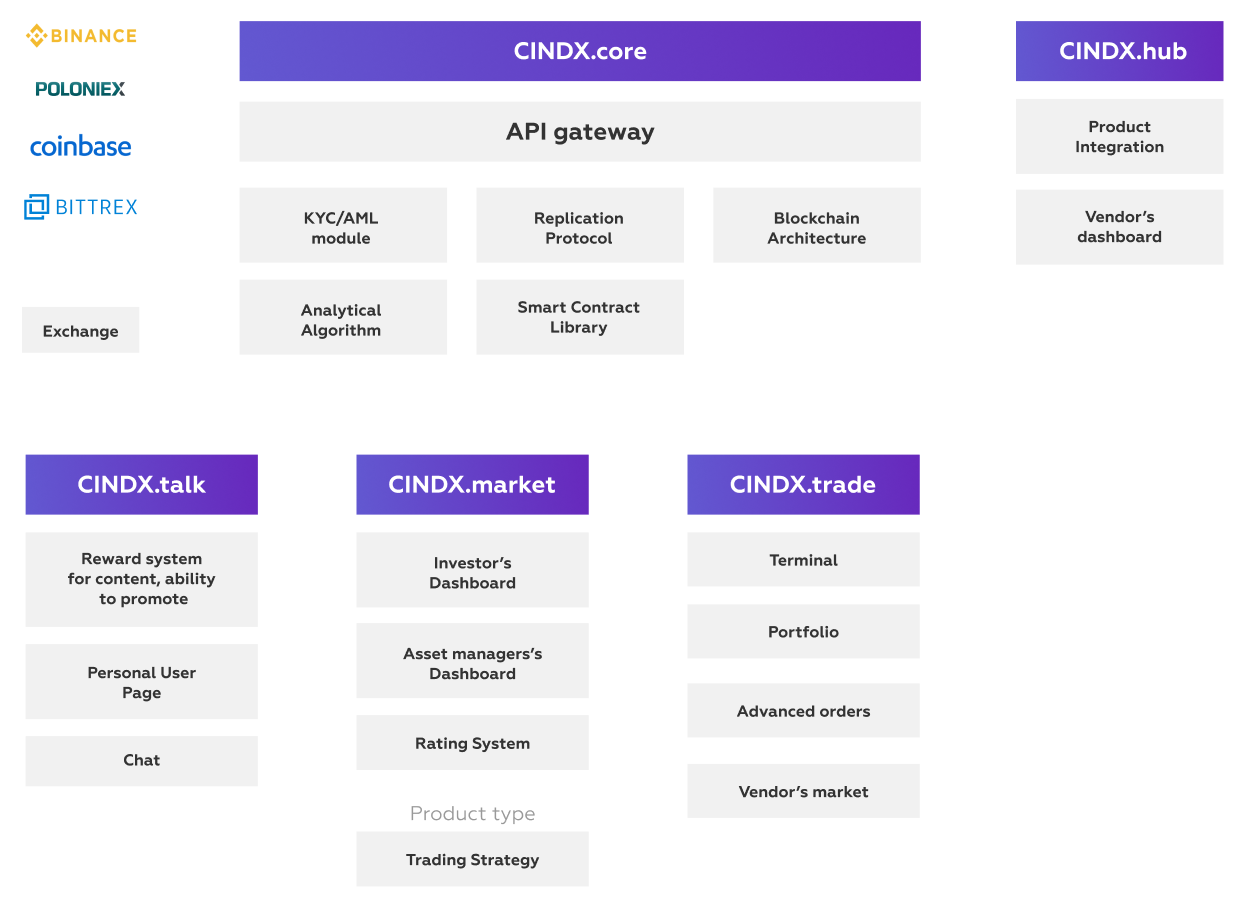 BINANCE
POLONIEX
coinbase
BITTREX
Exchange
CINDX.core
API gateway
KYC/AML
module
Replication
Protocol
Blockchain
Architecture
Analytical
Algorithm
Smart Contract
Library
CINDX.hub
Product
Integration
Vendor’s
dashboard
CINDX.talk
Reward system
for content, ability
to promote
Personal User
Page
Chat
CINDX.market
Investor’s
Dashboard
Asset managers’s
Dashboard
Rating System
Product type
Trading Strategy
CINDX.trade
Terminal
Portfolio
Advanced orders
Vendor’s market